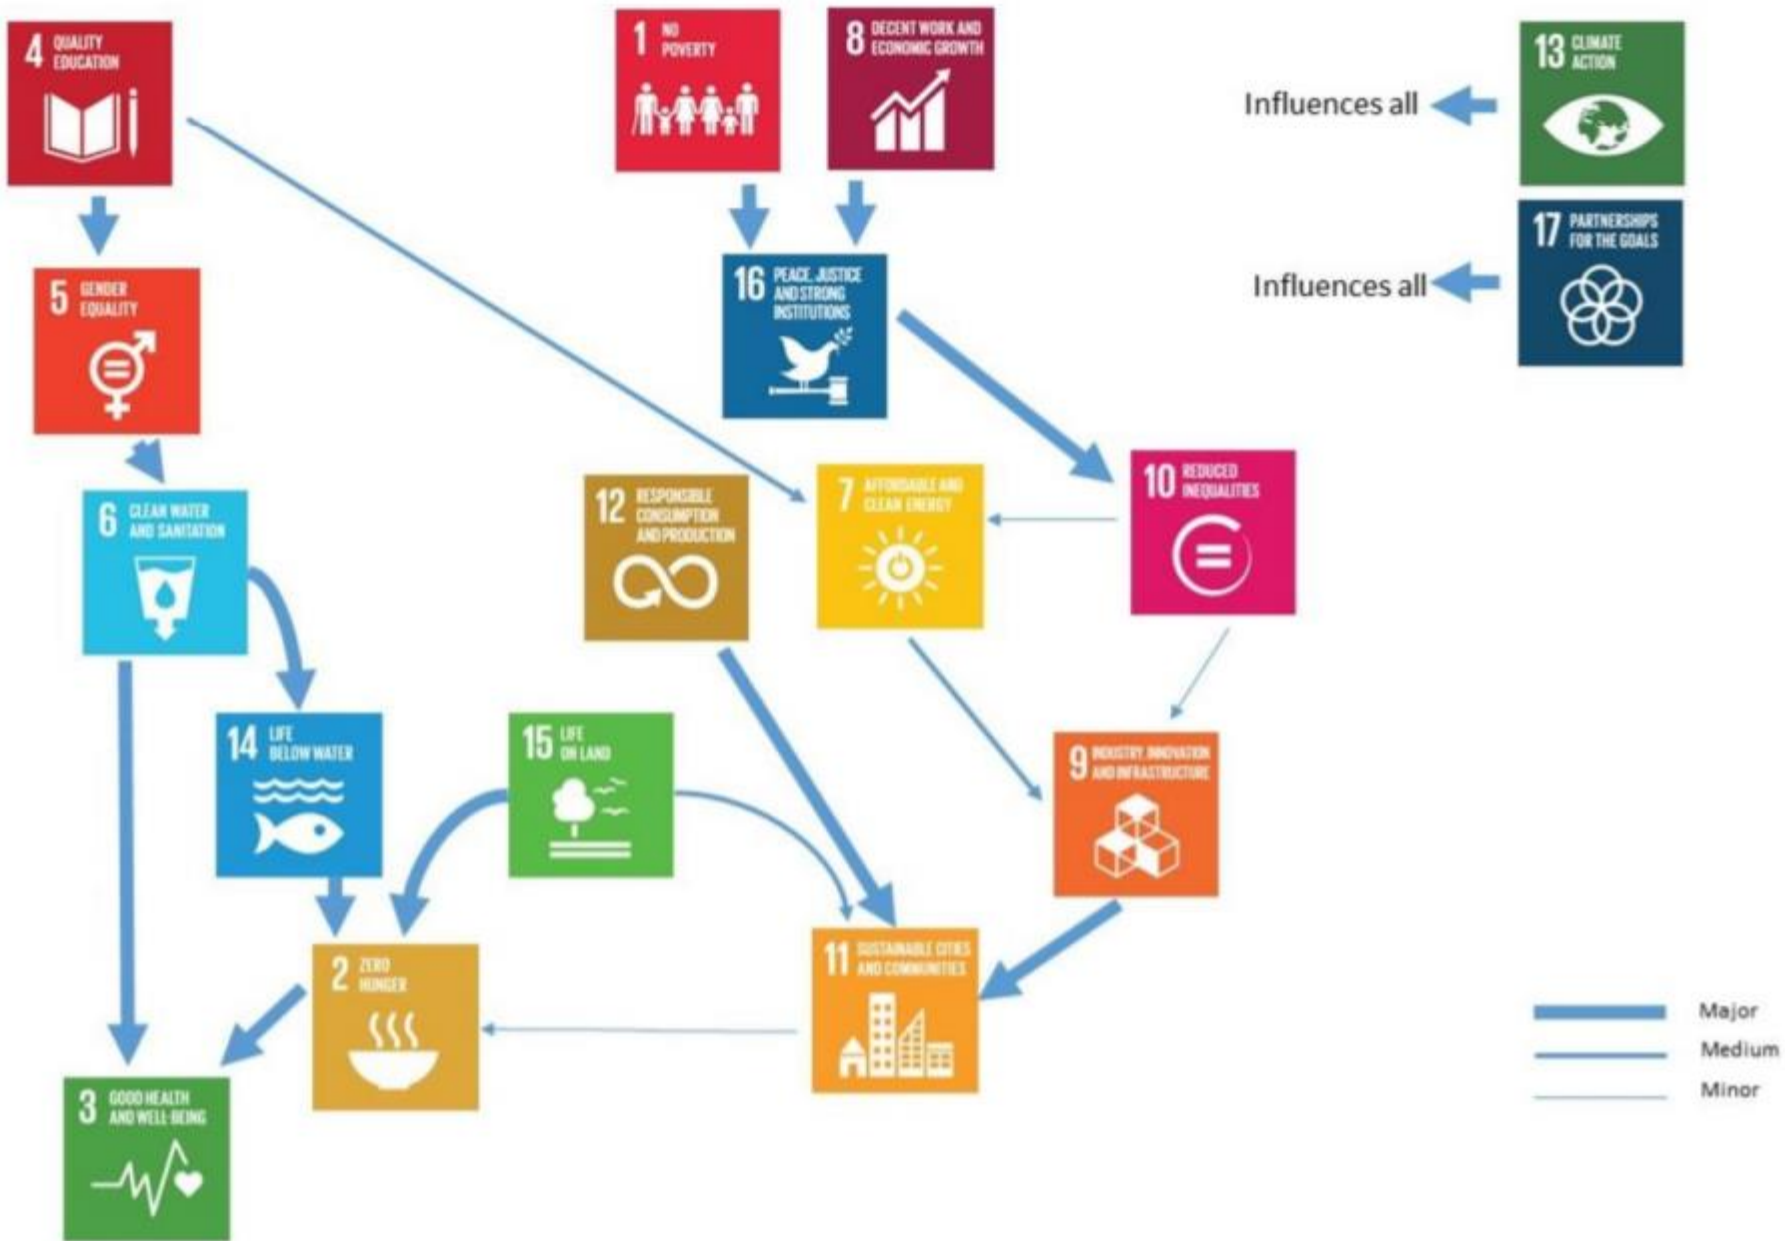 4 QUALITY
EDUCATION
1 NO
POVERTY
8 DECENT WORK AND
ECONOMIC GROWTH
13 CLIMATE
ACTION
Influences all
17 PARTNERSHIPS
FOR THE GOALS
Influences all
5 GENDER
EQUALITY
16 PEACE, JUSTICE
AND STRONG
INSTITUTIONS
6 CLEAN WATER
AND SANITATION
12 RESPONSIBLE
CONSUMPTION
AND PRODUCTION
7 AFFORDABLE AND
CLEAN ENERGY
10 REDUCED
INEQUALITIES
14 LIFE
BELOW WATER
15 LIFE
ON LAND
9 INDUSTRY, INNOVATION
AND INFRASTRUCTURE
2 ZERO
HUNGER
11 SUSTAINABLE CITIES
AND COMMUNITIES
3 GOOD HEALTH
AND WELL-BEING
Major
Medium
Minor